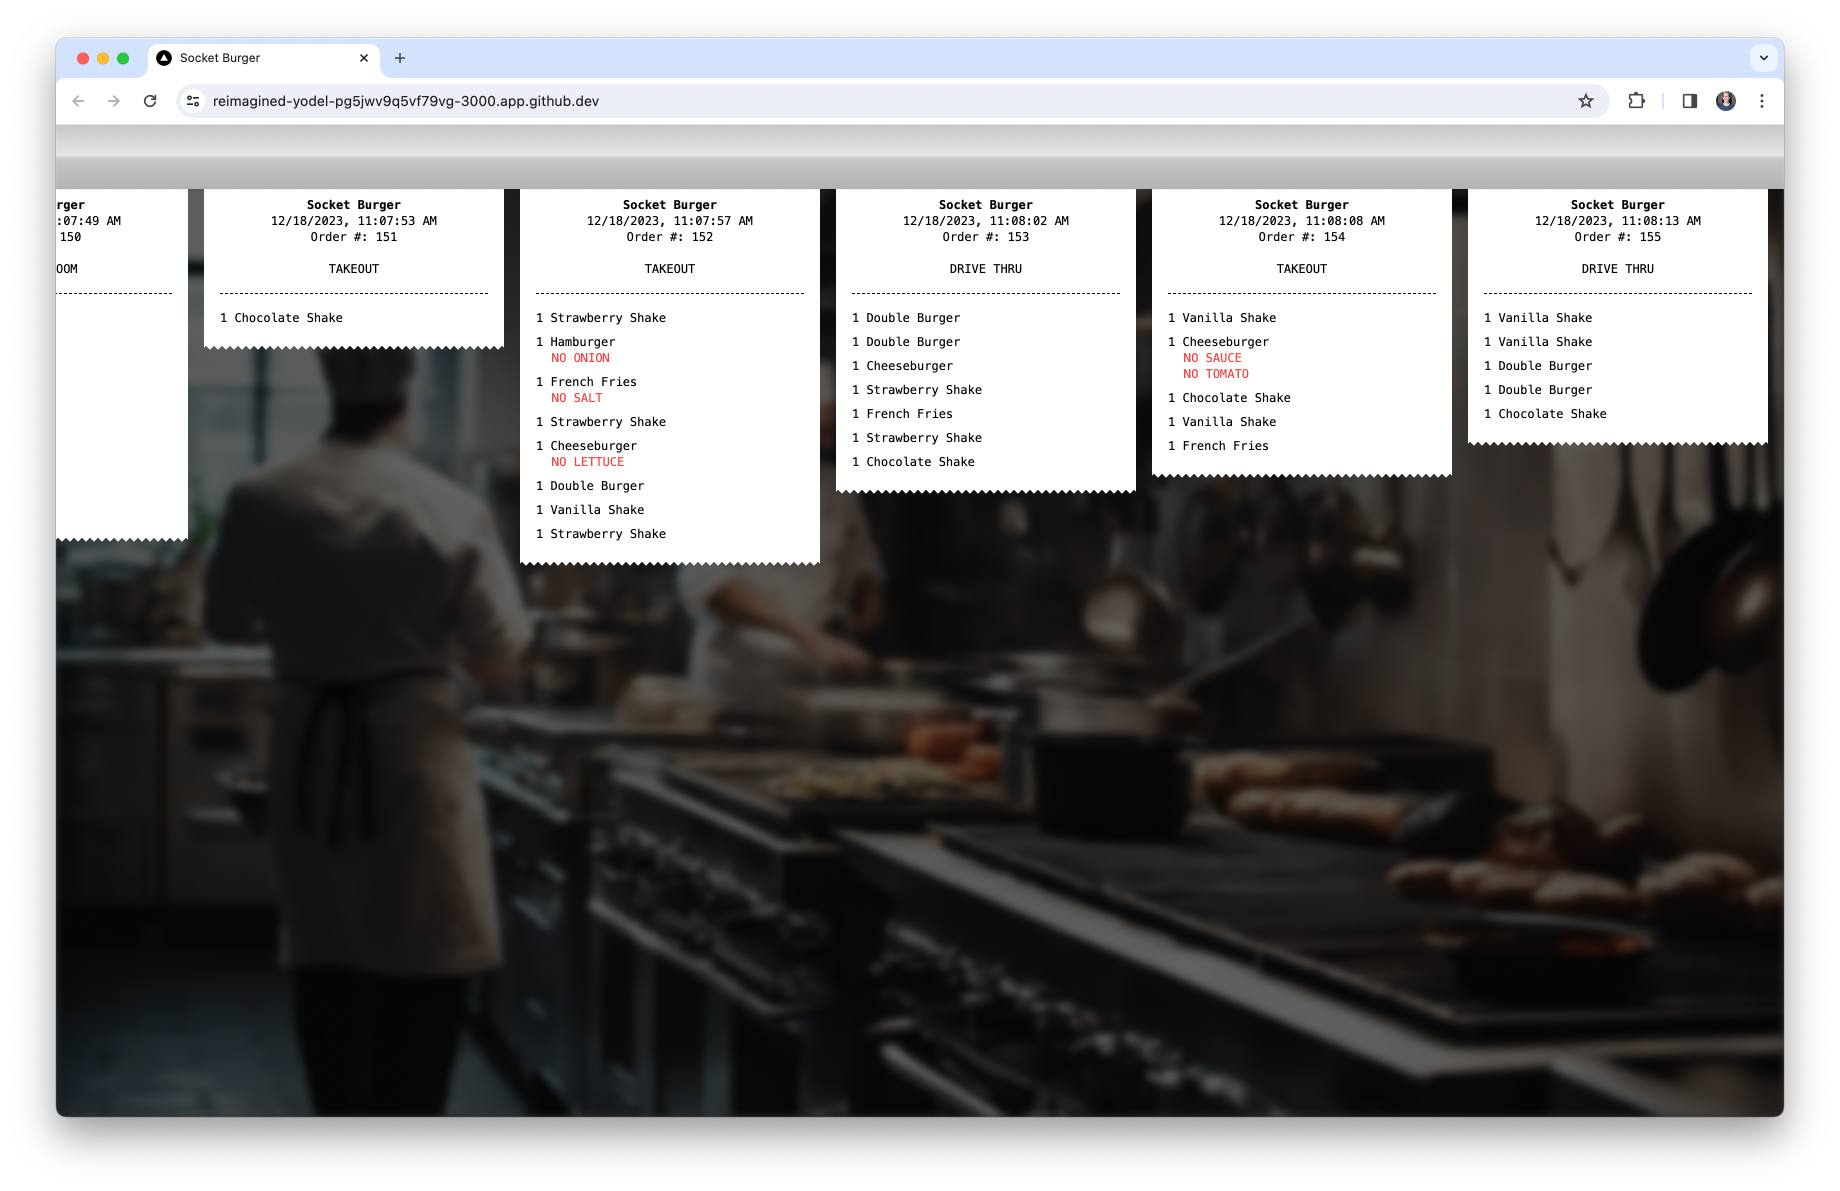 Socket Burger
reimagined-yodel-pg5jwv9q5vf79vg-3000.app.github.dev
rger
:07:49 AM
150
OOM
Socket Burger
12/18/2023, 11:07:53 AM
Order #: 151
TAKEOUT
1 Chocolate Shake
Socket Burger
12/18/2023, 11:07:57 AM
Order #: 152
TAKEOUT
1 Strawberry Shake
1 Hamburger
NO ONION
1 French Fries
NO SALT
1 Strawberry Shake
1 Cheeseburger
NO LETTUCE
1 Double Burger
1 Vanilla Shake
1 Strawberry Shake
Socket Burger
12/18/2023, 11:08:02 AM
Order #: 153
DRIVE THRU
1 Double Burger
1 Double Burger
1 Cheeseburger
1 Strawberry Shake
1 French Fries
1 Strawberry Shake
1 Chocolate Shake
Socket Burger
12/18/2023, 11:08:08 AM
Order #: 154
TAKEOUT
1 Vanilla Shake
1 Cheeseburger
NO SAUCE
NO TOMATO
1 Chocolate Shake
1 Vanilla Shake
1 French Fries
Socket Burger
12/18/2023, 11:08:13 AM
Order #: 155
DRIVE THRU
1 Vanilla Shake
1 Vanilla Shake
1 Double Burger
1 Double Burger
1 Chocolate Shake